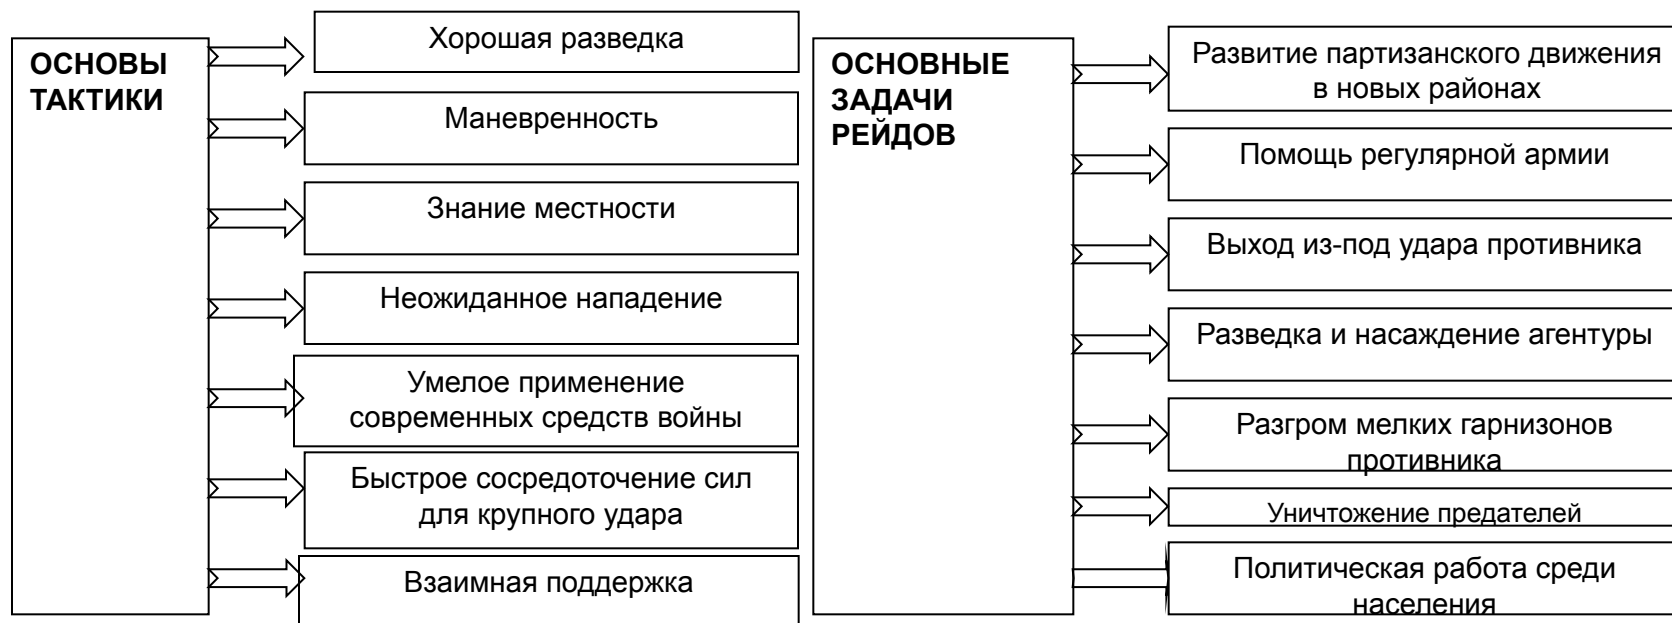 ОСНОВЫ
ТАКТИКИ
Хорошая разведка
Маневренность
Знание местности
Неожиданное нападение
Умелое применение
современных средств войны
Быстрое сосредоточение сил
для крупного удара
Взаимная поддержка
ОСНОВНЫЕ
ЗАДАЧИ
РЕЙДОВ
Развитие партизанского движения
в новых районах
Помощь регулярной армии
Выход из-под удара противника
Разведка и насаждение агентуры
Разгром мелких гарнизонов
противника
Уничтожение предателей
Политическая работа среди
населения